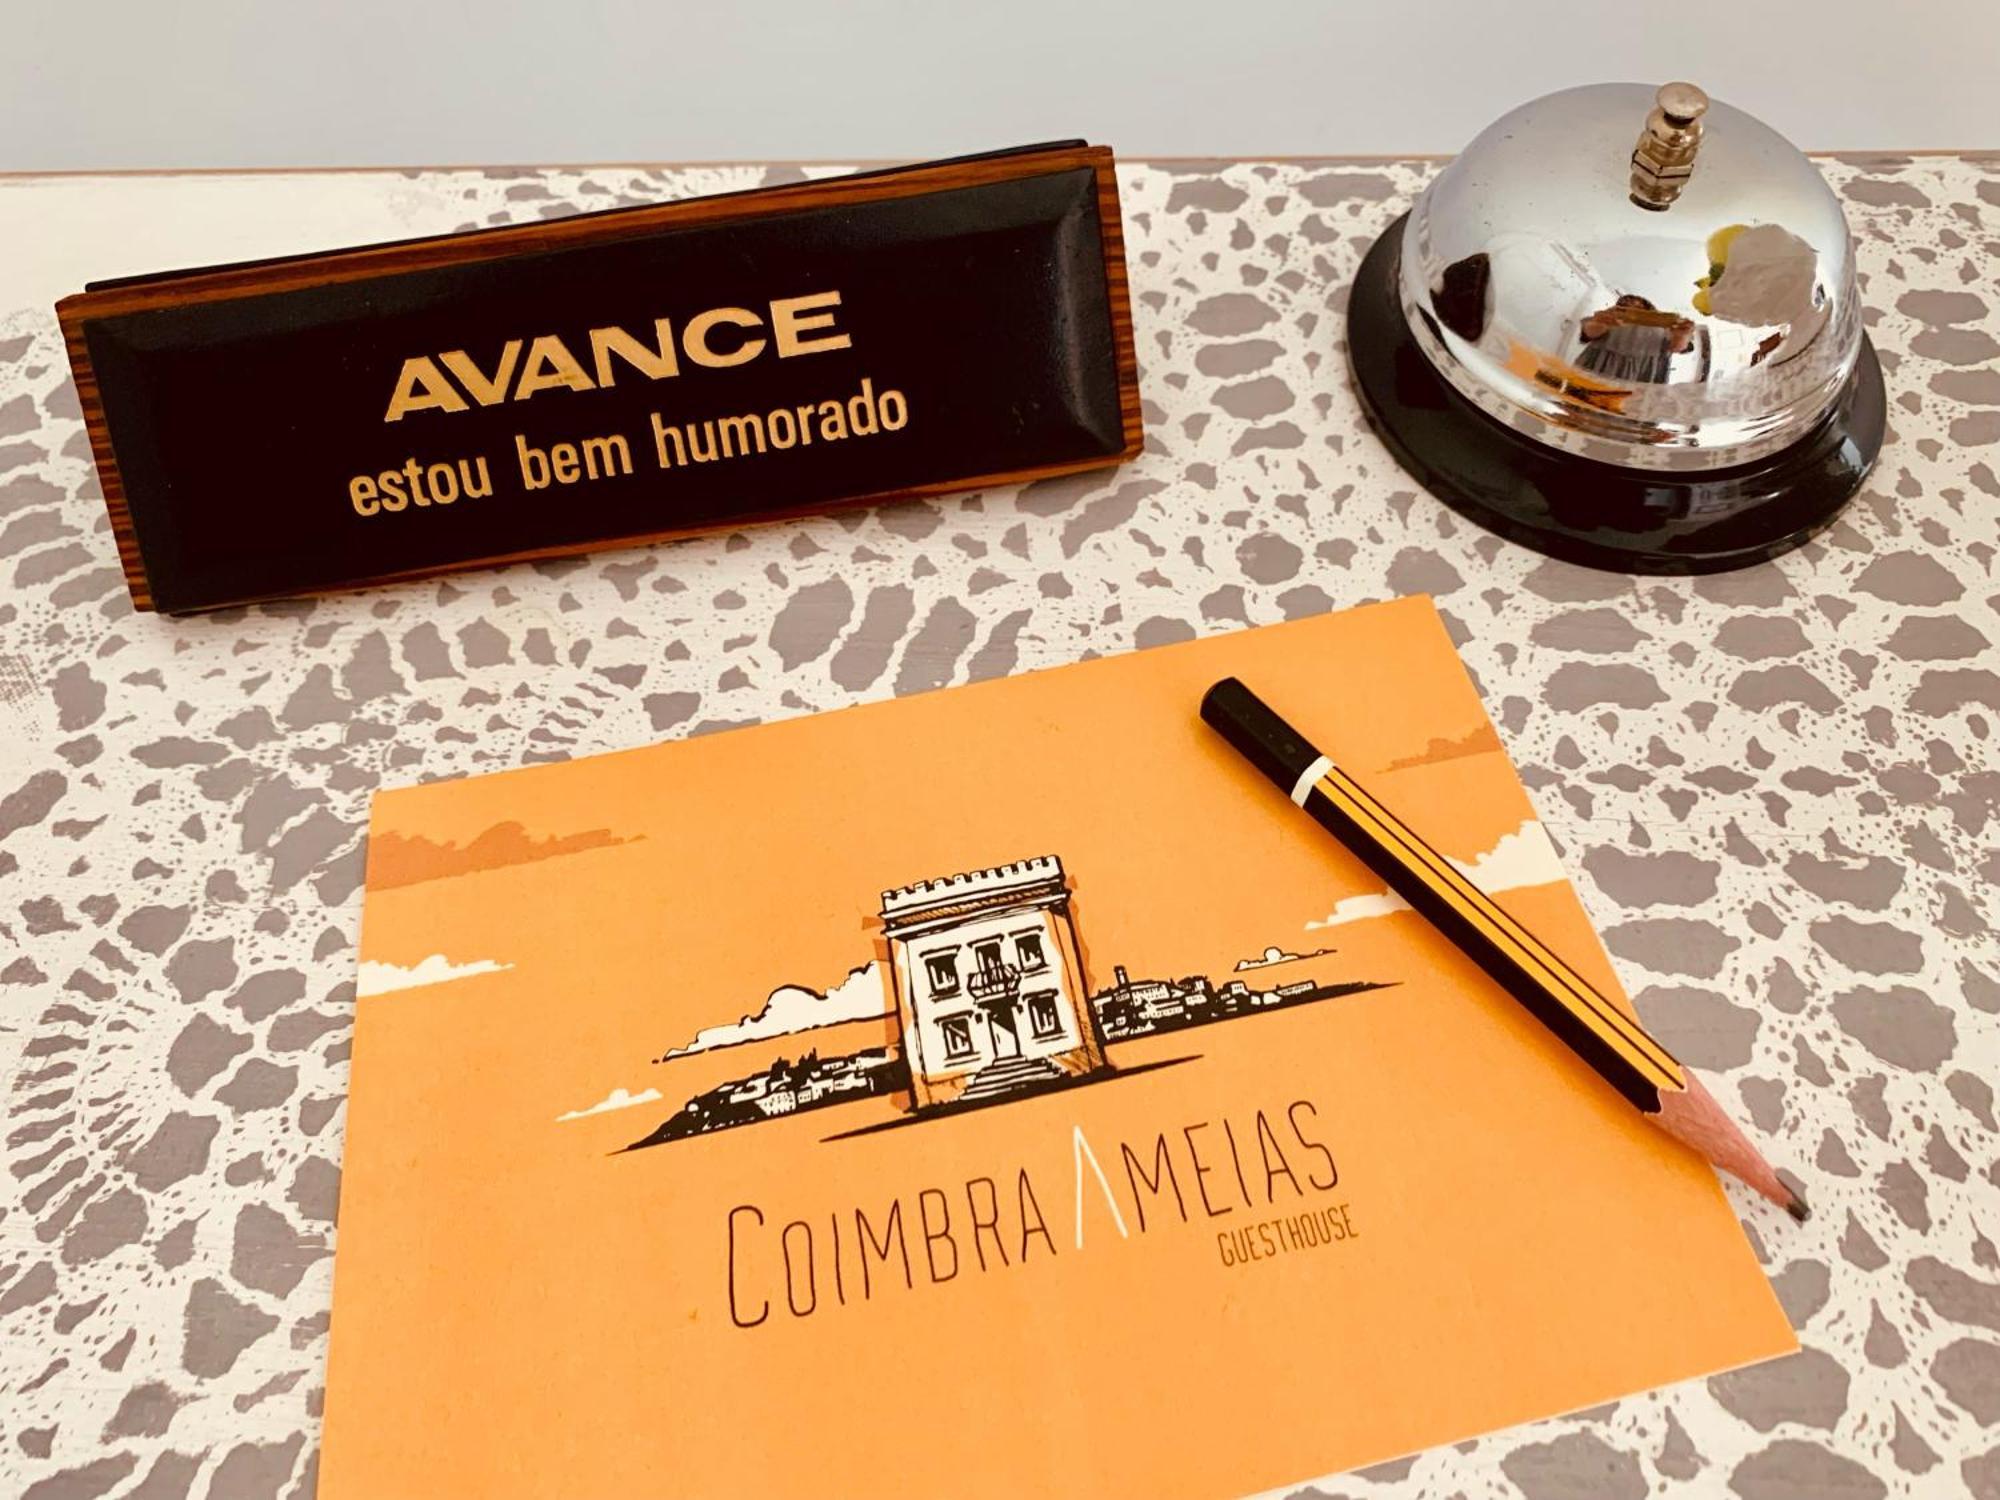 AVANCE
estou bem humorado
COIMBRA AMEIAS
GUESTHOUSE